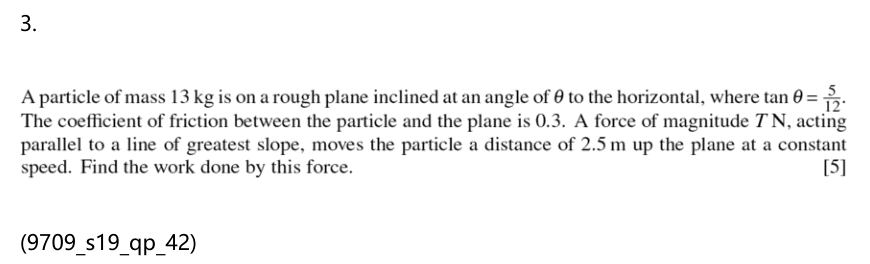 3.
A particle of mass 13 kg is on a rough plane inclined at an angle of θ to the horizontal, where tan θ = 5/12.
The coefficient of friction between the particle and the plane is 0.3. A force of magnitude T N, acting
parallel to a line of greatest slope, moves the particle a distance of 2.5 m up the plane at a constant
speed. Find the work done by this force. [5]
(9709_s19_qp_42)